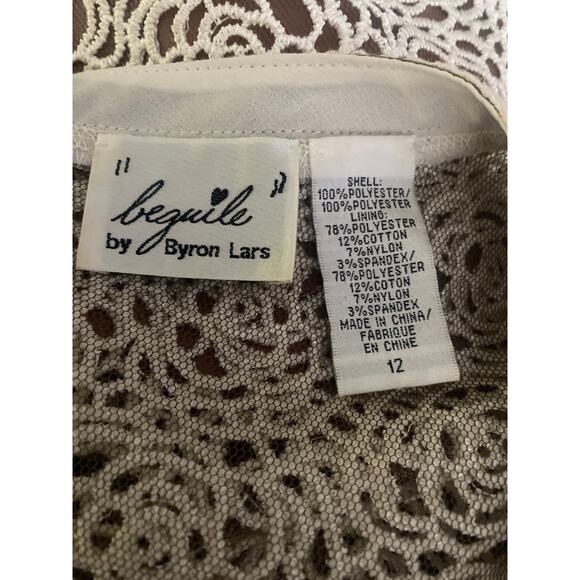 "beguile"
by Byron Lars
SHELL:
100%POLYESTER/
100%POLYESTER
LINING:
78%POLYESTER
12%COTTON
7%NYLON
3%SPANDEX/
78%POLYESTER
12%COTTON
7%NYLON
3%SPANDEX
MADE IN CHINA/
FABRIQUE
EN CHINE
12